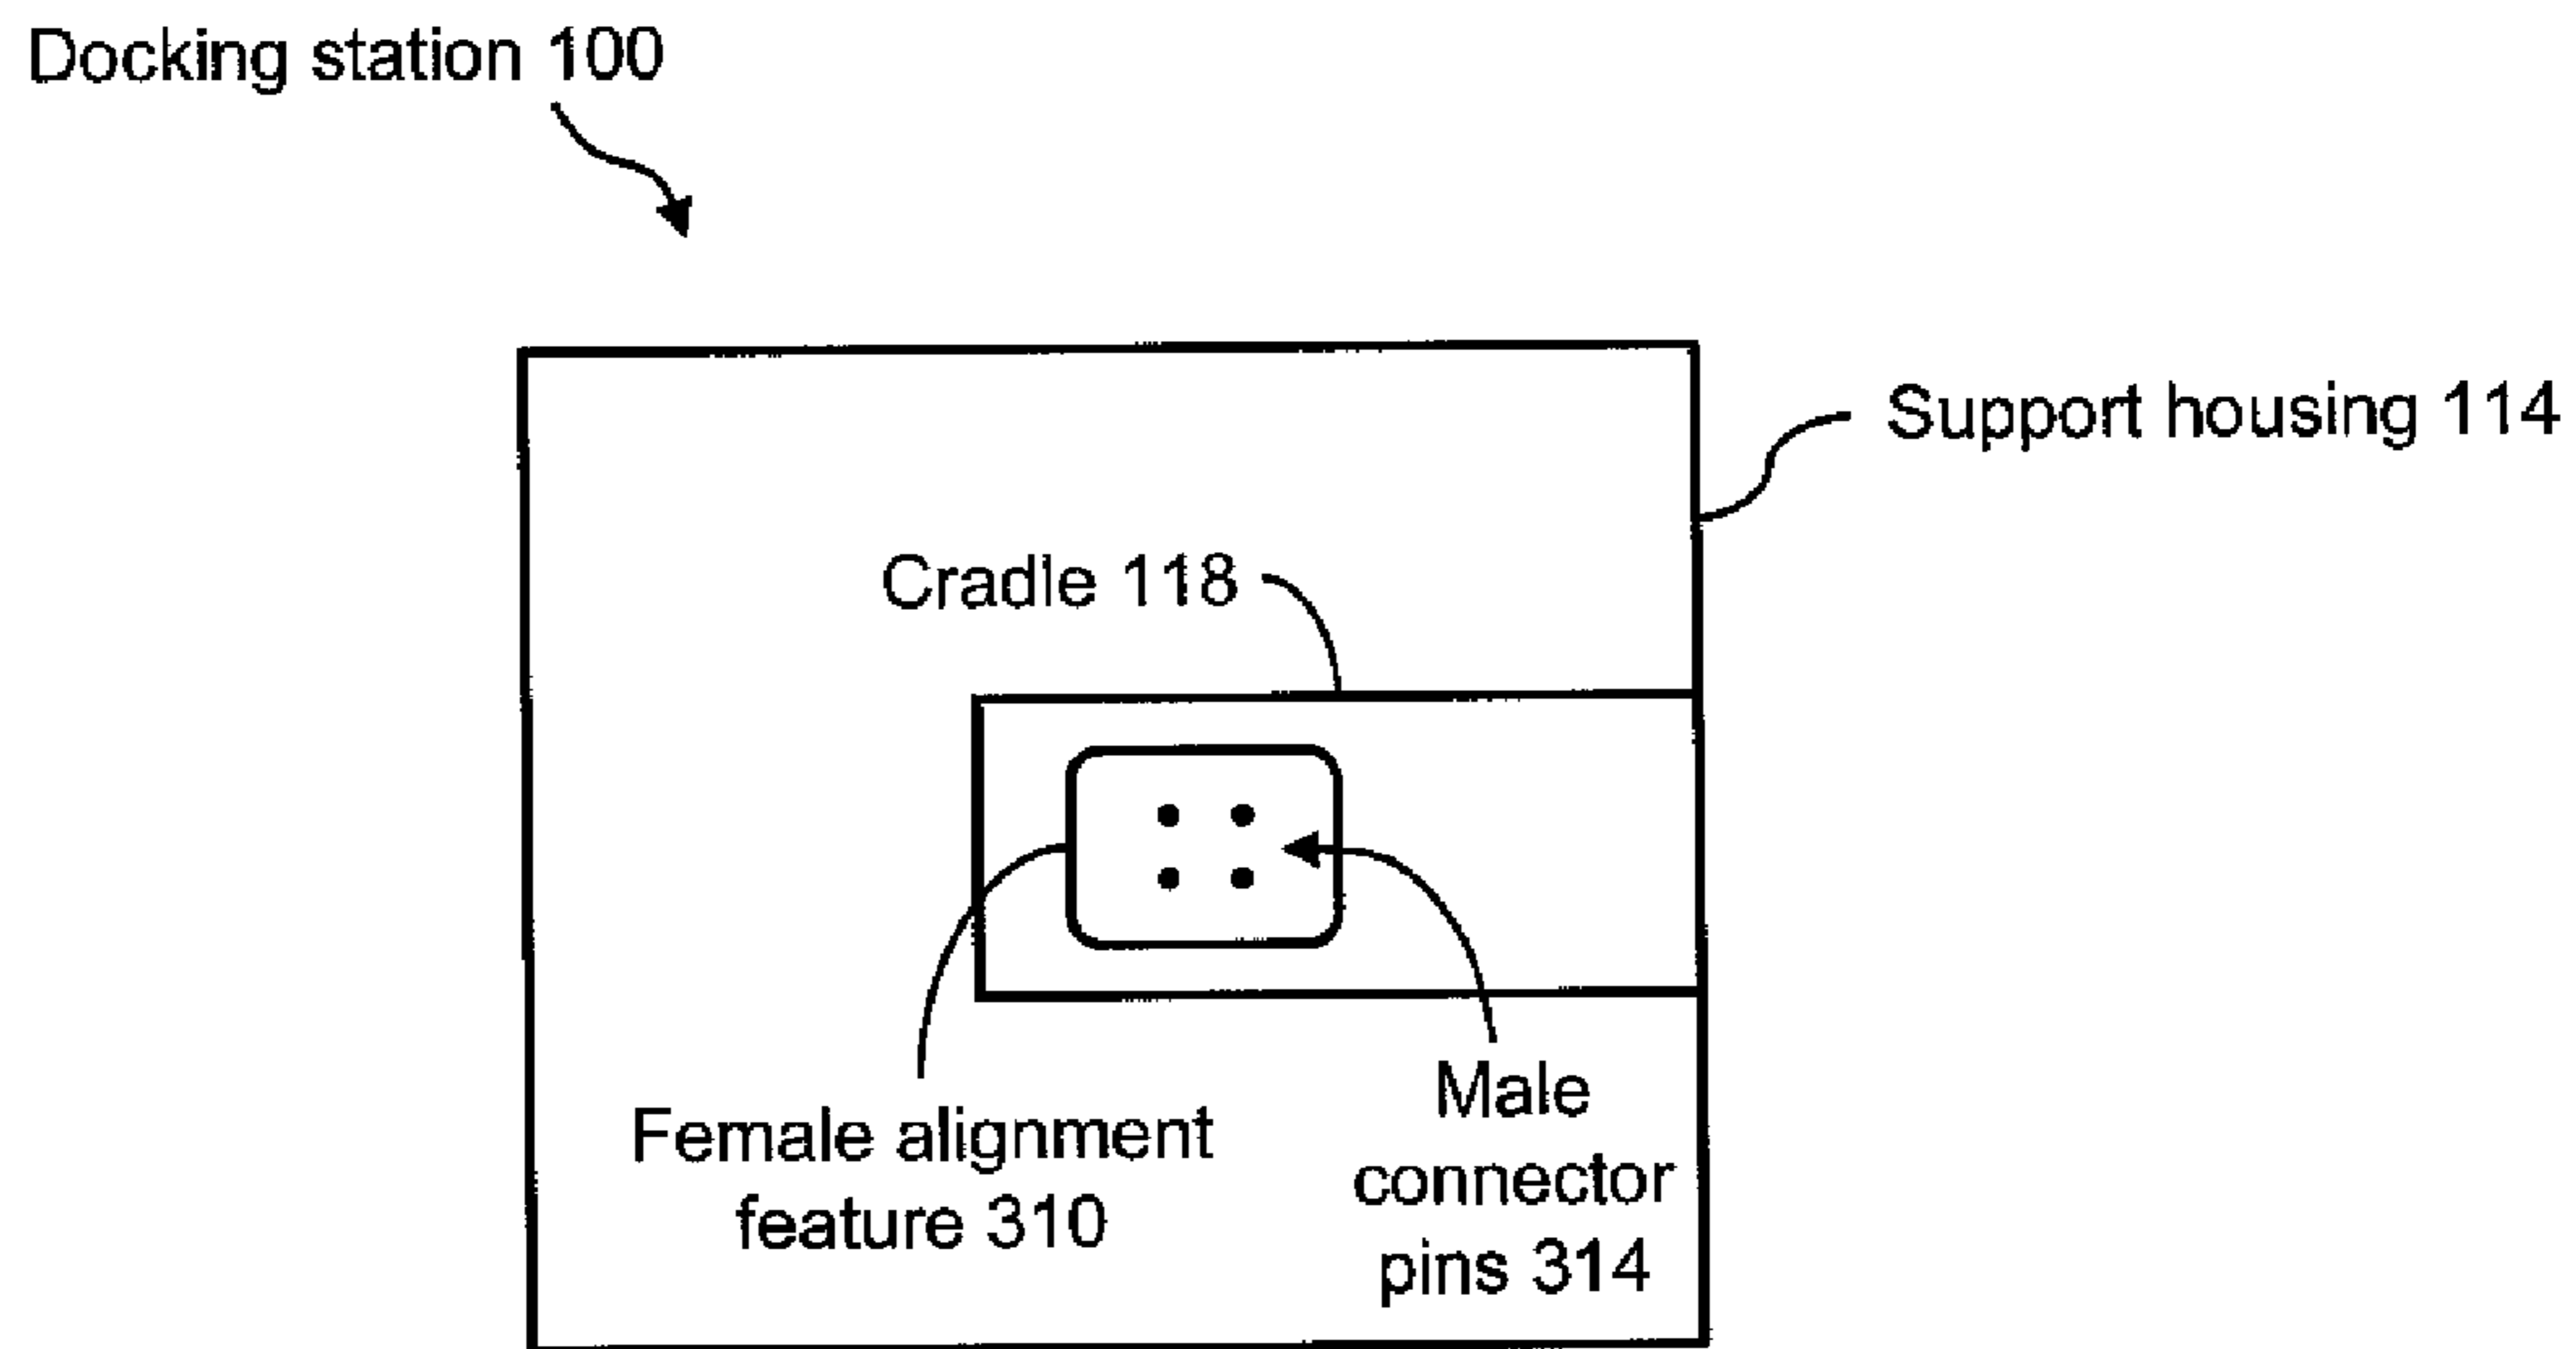 Docking station 100
Support housing 114
Cradle 118
Female alignment
feature 310
Male
connector
pins 314